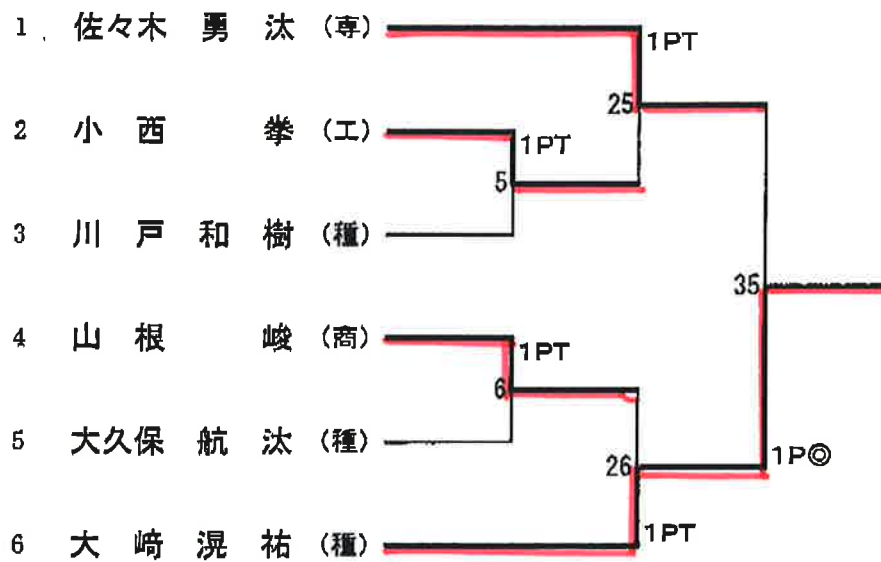 1. 佐々木 勇 汰 (専)
1PT
25
2 小 西 拳 (工)
1PT
5
3 川 戸 和 樹 (種)
35
4 山 根 峻 (商)
1PT
6
5 大久保 航 汰 (種)
26
1P◎
6 大 﨑 滉 祐 (種)
1PT